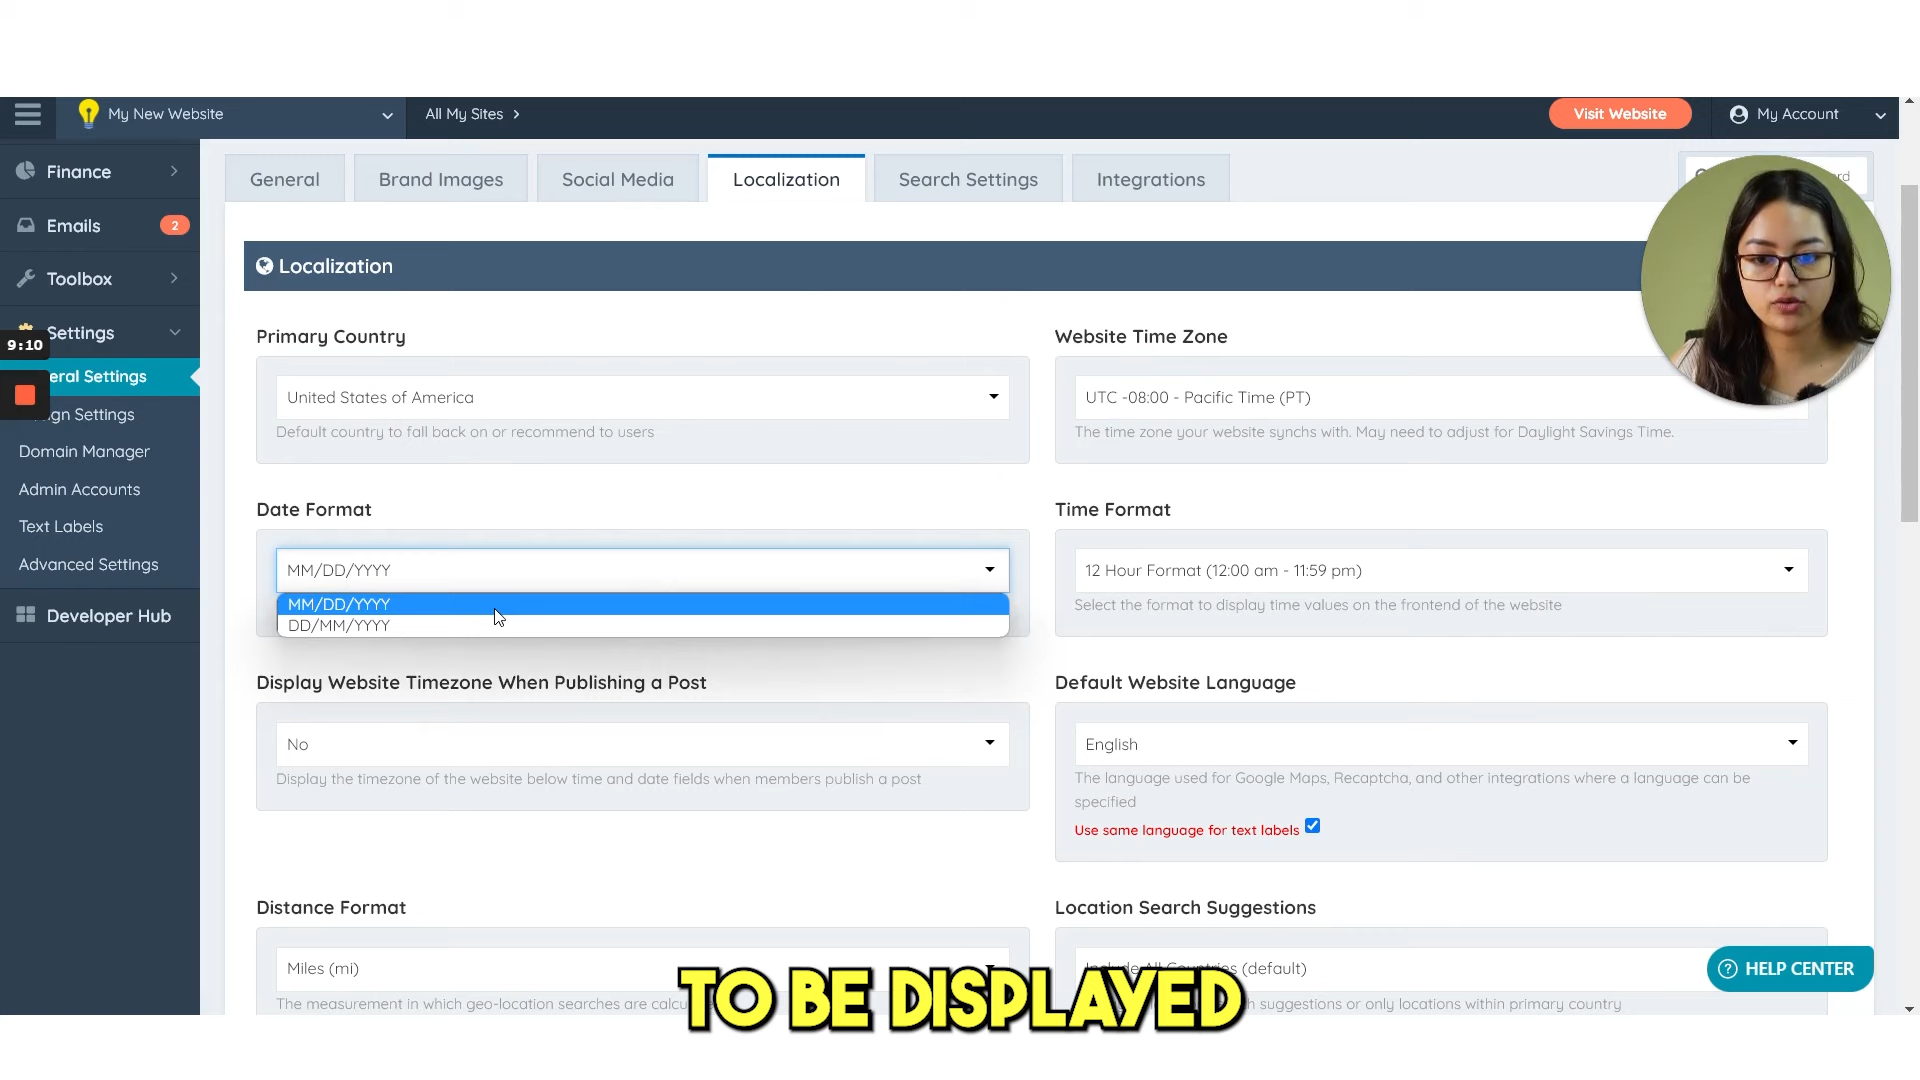 My New Website
All My Sites
Visit Website
My Account
Finance
Emails
2
Toolbox
Settings
9:10
eral Settings
gn Settings
Domain Manager
Admin Accounts
Text Labels
Advanced Settings
Developer Hub
General
Brand Images
Social Media
Localization
Search Settings
Integrations
rd
Localization
Primary Country
United States of America
Default country to fall back on or recommend to users
Website Time Zone
UTC -08:00 - Pacific Time (PT)
The time zone your website synchs with. May need to adjust for Daylight Savings Time.
Date Format
MM/DD/YYYY
MM/DD/YYYY
DD/MM/YYYY
Time Format
12 Hour Format (12:00 am - 11:59 pm)
Select the format to display time values on the frontend of the website
Display Website Timezone When Publishing a Post
No
Display the timezone of the website below time and date fields when members publish a post
Default Website Language
English
The language used for Google Maps, Recaptcha, and other integrations where a language can be
specified
Use same language for text labels
Distance Format
Miles (mi)
The measurement in which geo-location searches are calcu
Location Search Suggestions
Include All Countries (default)
suggestions or only locations within primary country
HELP CENTER
TO BE DISPLAYED